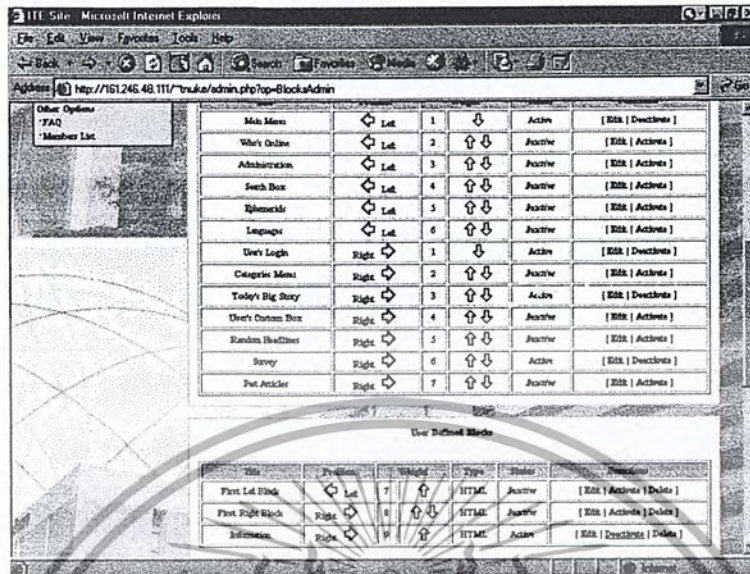 ITE Site - Microsoft Internet Explorer
File Edit View Favorites Tools Help
Back Search Favorites Media
Address http://161.246.48.111/~tnuke/admin.php?op=BlocksAdmin Go
Other Options
·FAQ
·Members List
Main Menu Left 1 Active [ Edit | Deactivate ]
Who's Online Left 2 Inactive [ Edit | Activate ]
Administration Left 3 Inactive [ Edit | Activate ]
Search Box Left 4 Inactive [ Edit | Activate ]
Ephemerids Left 5 Inactive [ Edit | Activate ]
Languages Left 6 Inactive [ Edit | Activate ]
User's Login Right 1 Active [ Edit | Deactivate ]
Categories Menu Right 2 Inactive [ Edit | Activate ]
Today's Big Story Right 3 Active [ Edit | Deactivate ]
User's Custom Box Right 4 Inactive [ Edit | Activate ]
Random Headlines Right 5 Inactive [ Edit | Activate ]
Survey Right 6 Active [ Edit | Deactivate ]
Past Articles Right 7 Inactive [ Edit | Activate ]
User Defined Blocks
Title Position Weight Type Status Functions
First Left Block Left 7 HTML Inactive [ Edit | Activate | Delete ]
First Right Block Right 8 HTML Inactive [ Edit | Activate | Delete ]
Information Right 9 HTML Active [ Edit | Deactivate | Delete ]
Internet